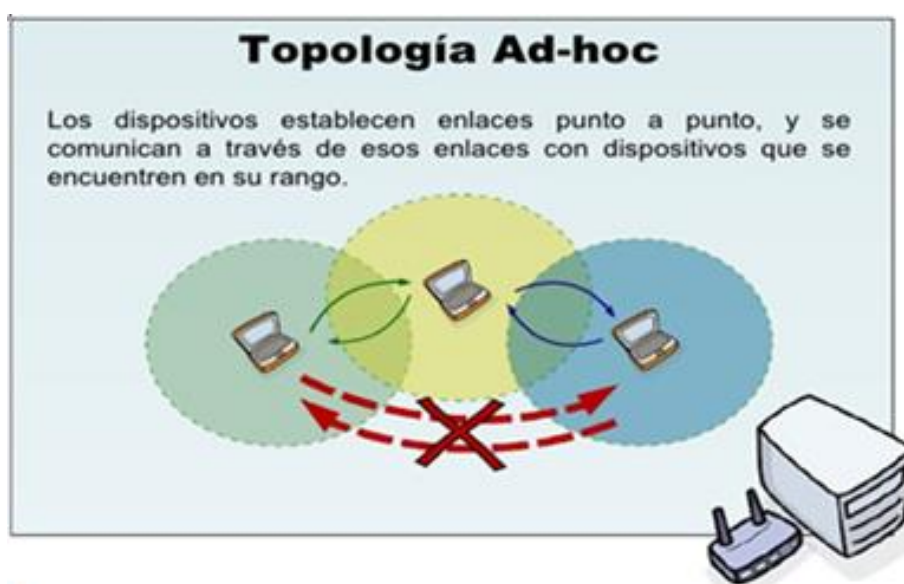 Topología Ad-hoc
Los dispositivos establecen enlaces punto a punto, y se
comunican a través de esos enlaces con dispositivos que se
encuentren en su rango.